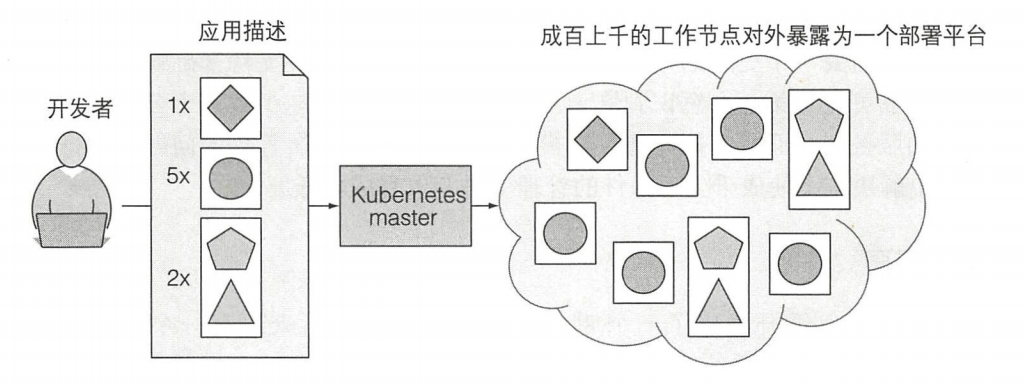 应用描述
成百上千的工作节点对外暴露为一个部署平台
开发者
1x
5x
2x
Kubernetes
master